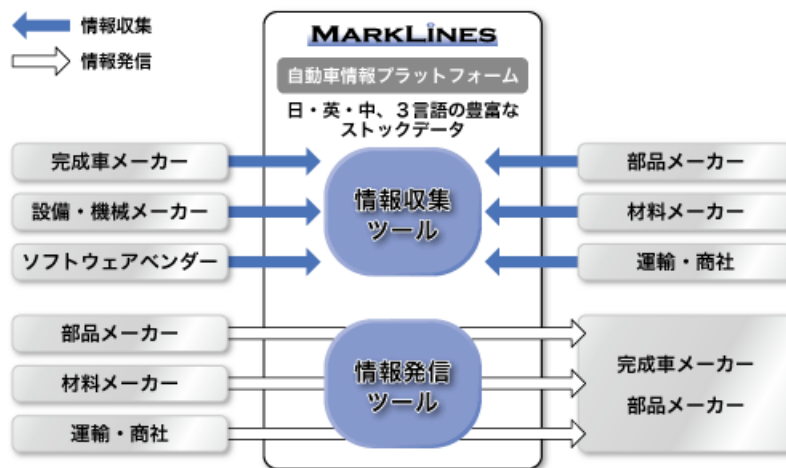 情報収集
情報発信
MARKLINES
自動車情報プラットフォーム
日・英・中、3言語の豊富な
ストックデータ
完成車メーカー
設備・機械メーカー
ソフトウェアベンダー
情報収集
ツール
部品メーカー
材料メーカー
運輸・商社
部品メーカー
材料メーカー
運輸・商社
情報発信
ツール
完成車メーカー
部品メーカー